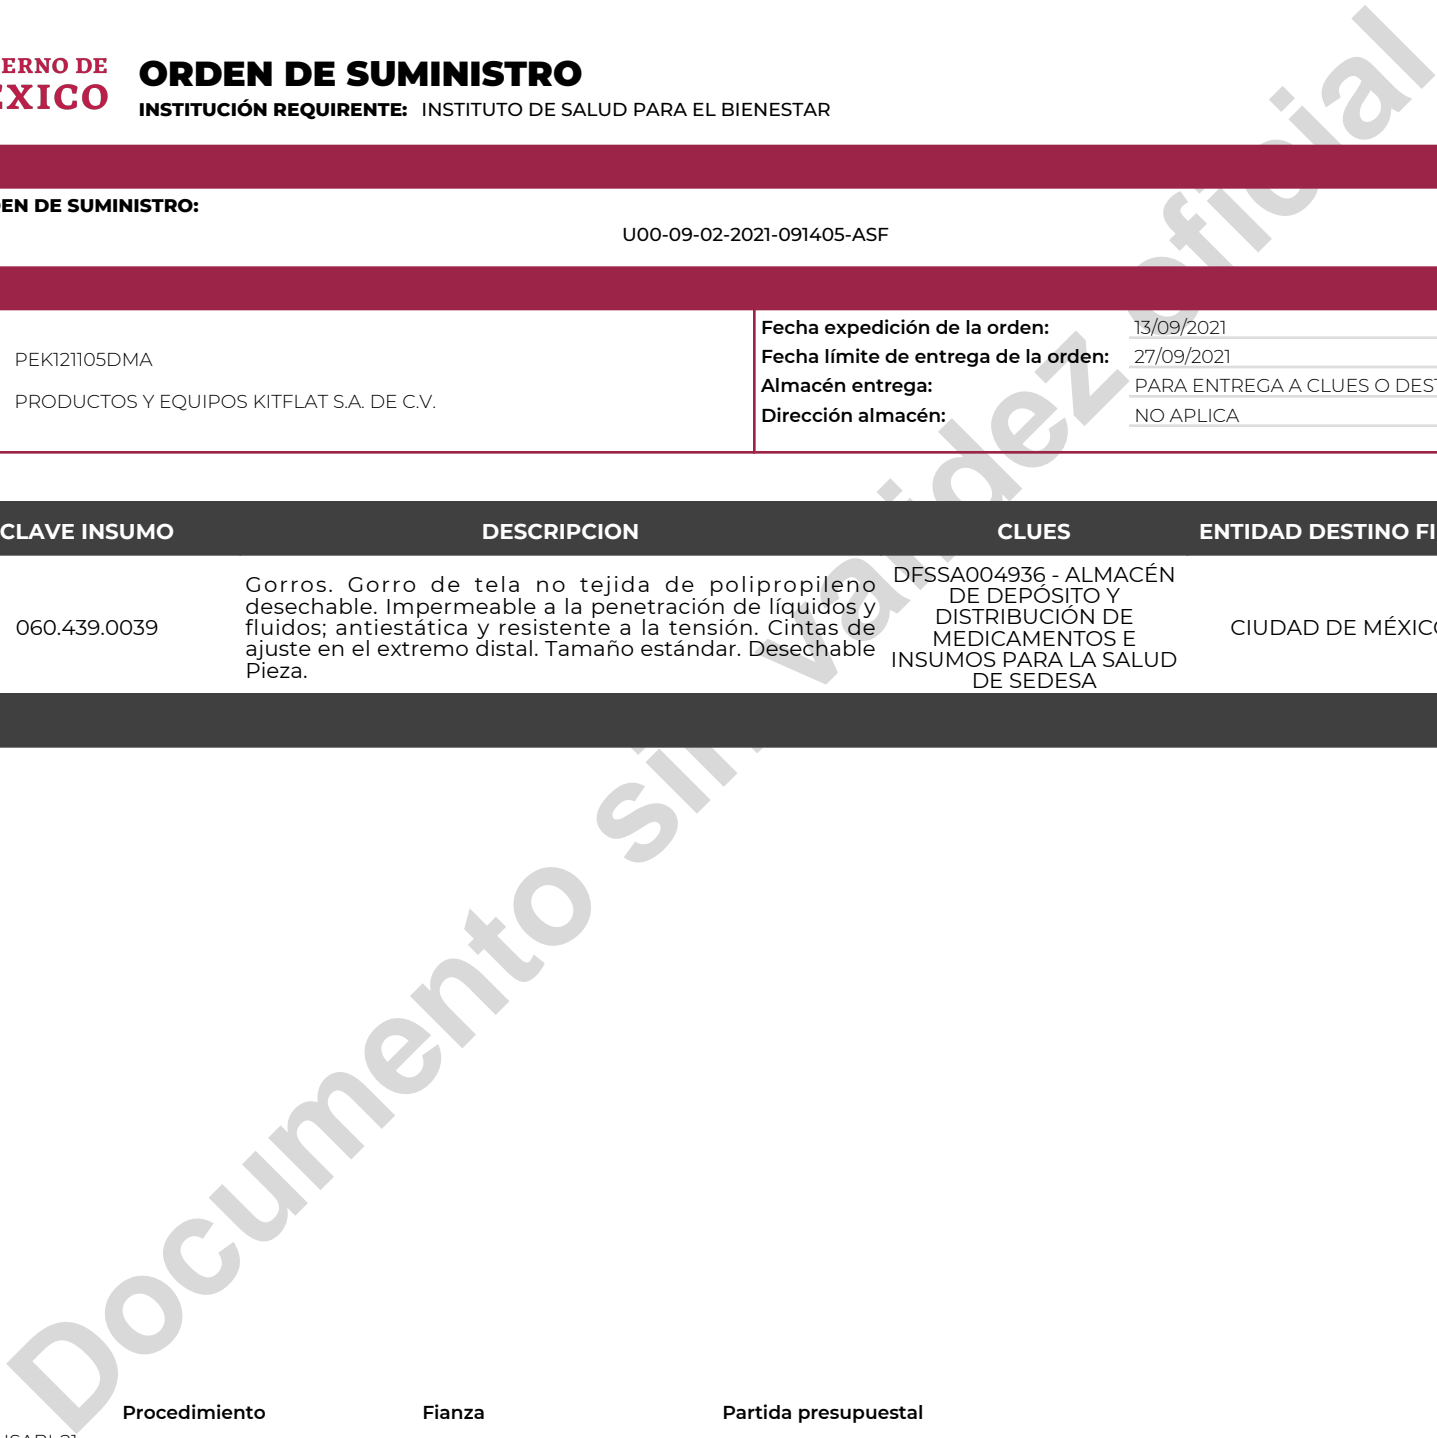 ERNO DE
ÉXICO
ORDEN DE SUMINISTRO
INSTITUCIÓN REQUIRENTE: INSTITUTO DE SALUD PARA EL BIENESTAR
EN DE SUMINISTRO:
U00-09-02-2021-091405-ASF
PEK121105DMA
PRODUCTOS Y EQUIPOS KITFLAT S.A. DE C.V.
Fecha expedición de la orden: 13/09/2021
Fecha límite de entrega de la orden: 27/09/2021
Almacén entrega: PARA ENTREGA A CLUES O DEST
Dirección almacén: NO APLICA
CLAVE INSUMO DESCRIPCION CLUES ENTIDAD DESTINO FI
060.439.0039
Gorros. Gorro de tela no tejida de polipropileno
desechable. Impermeable a la penetración de líquidos y
fluidos; antiestática y resistente a la tensión. Cintas de
ajuste en el extremo distal. Tamaño estándar. Desechable
Pieza.
DFSSA004936 - ALMACÉN
DE DEPÓSITO Y
DISTRIBUCIÓN DE
MEDICAMENTOS E
INSUMOS PARA LA SALUD
DE SEDESA
CIUDAD DE MÉXICO
Documento sin validez oficial
Procedimiento Fianza Partida presupuestal